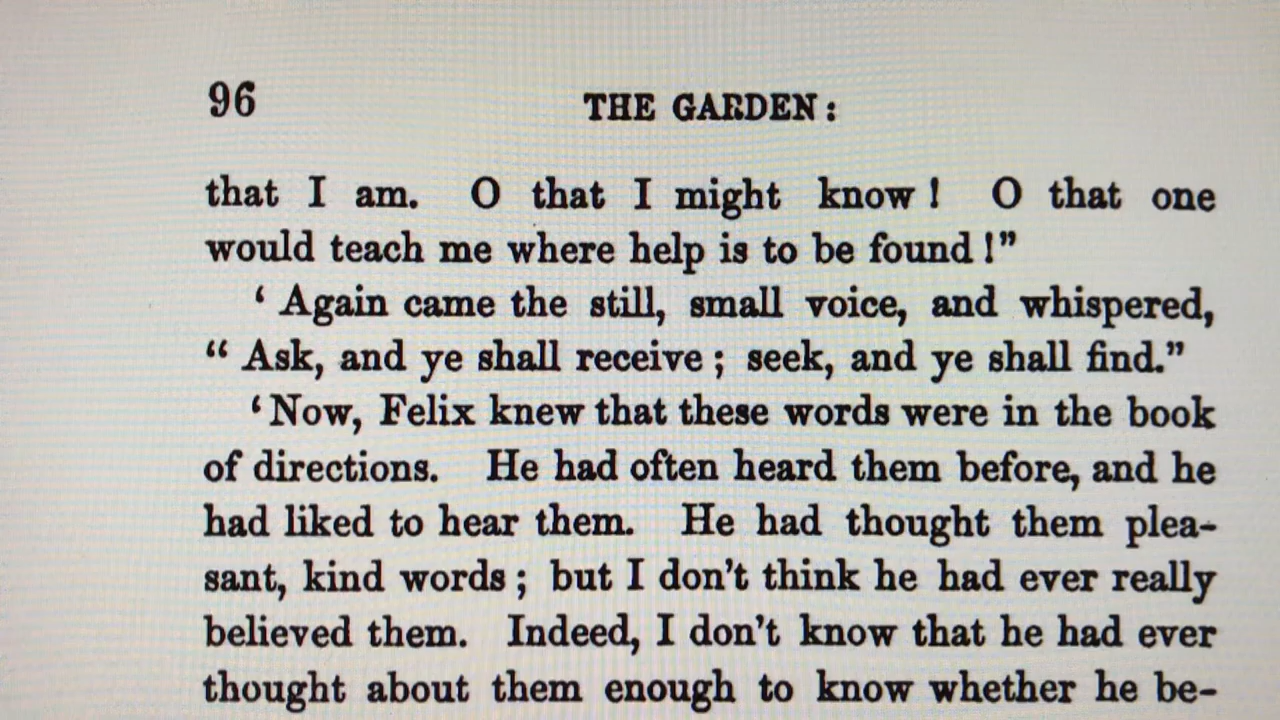 96 THE GARDEN:
that I am. O that I might know! O that one
would teach me where help is to be found!”
‘ Again came the still, small voice, and whispered,
“ Ask, and ye shall receive; seek, and ye shall find.”
‘Now, Felix knew that these words were in the book
of directions. He had often heard them before, and he
had liked to hear them. He had thought them plea-
sant, kind words; but I don’t think he had ever really
believed them. Indeed, I don’t know that he had ever
thought about them enough to know whether he be-